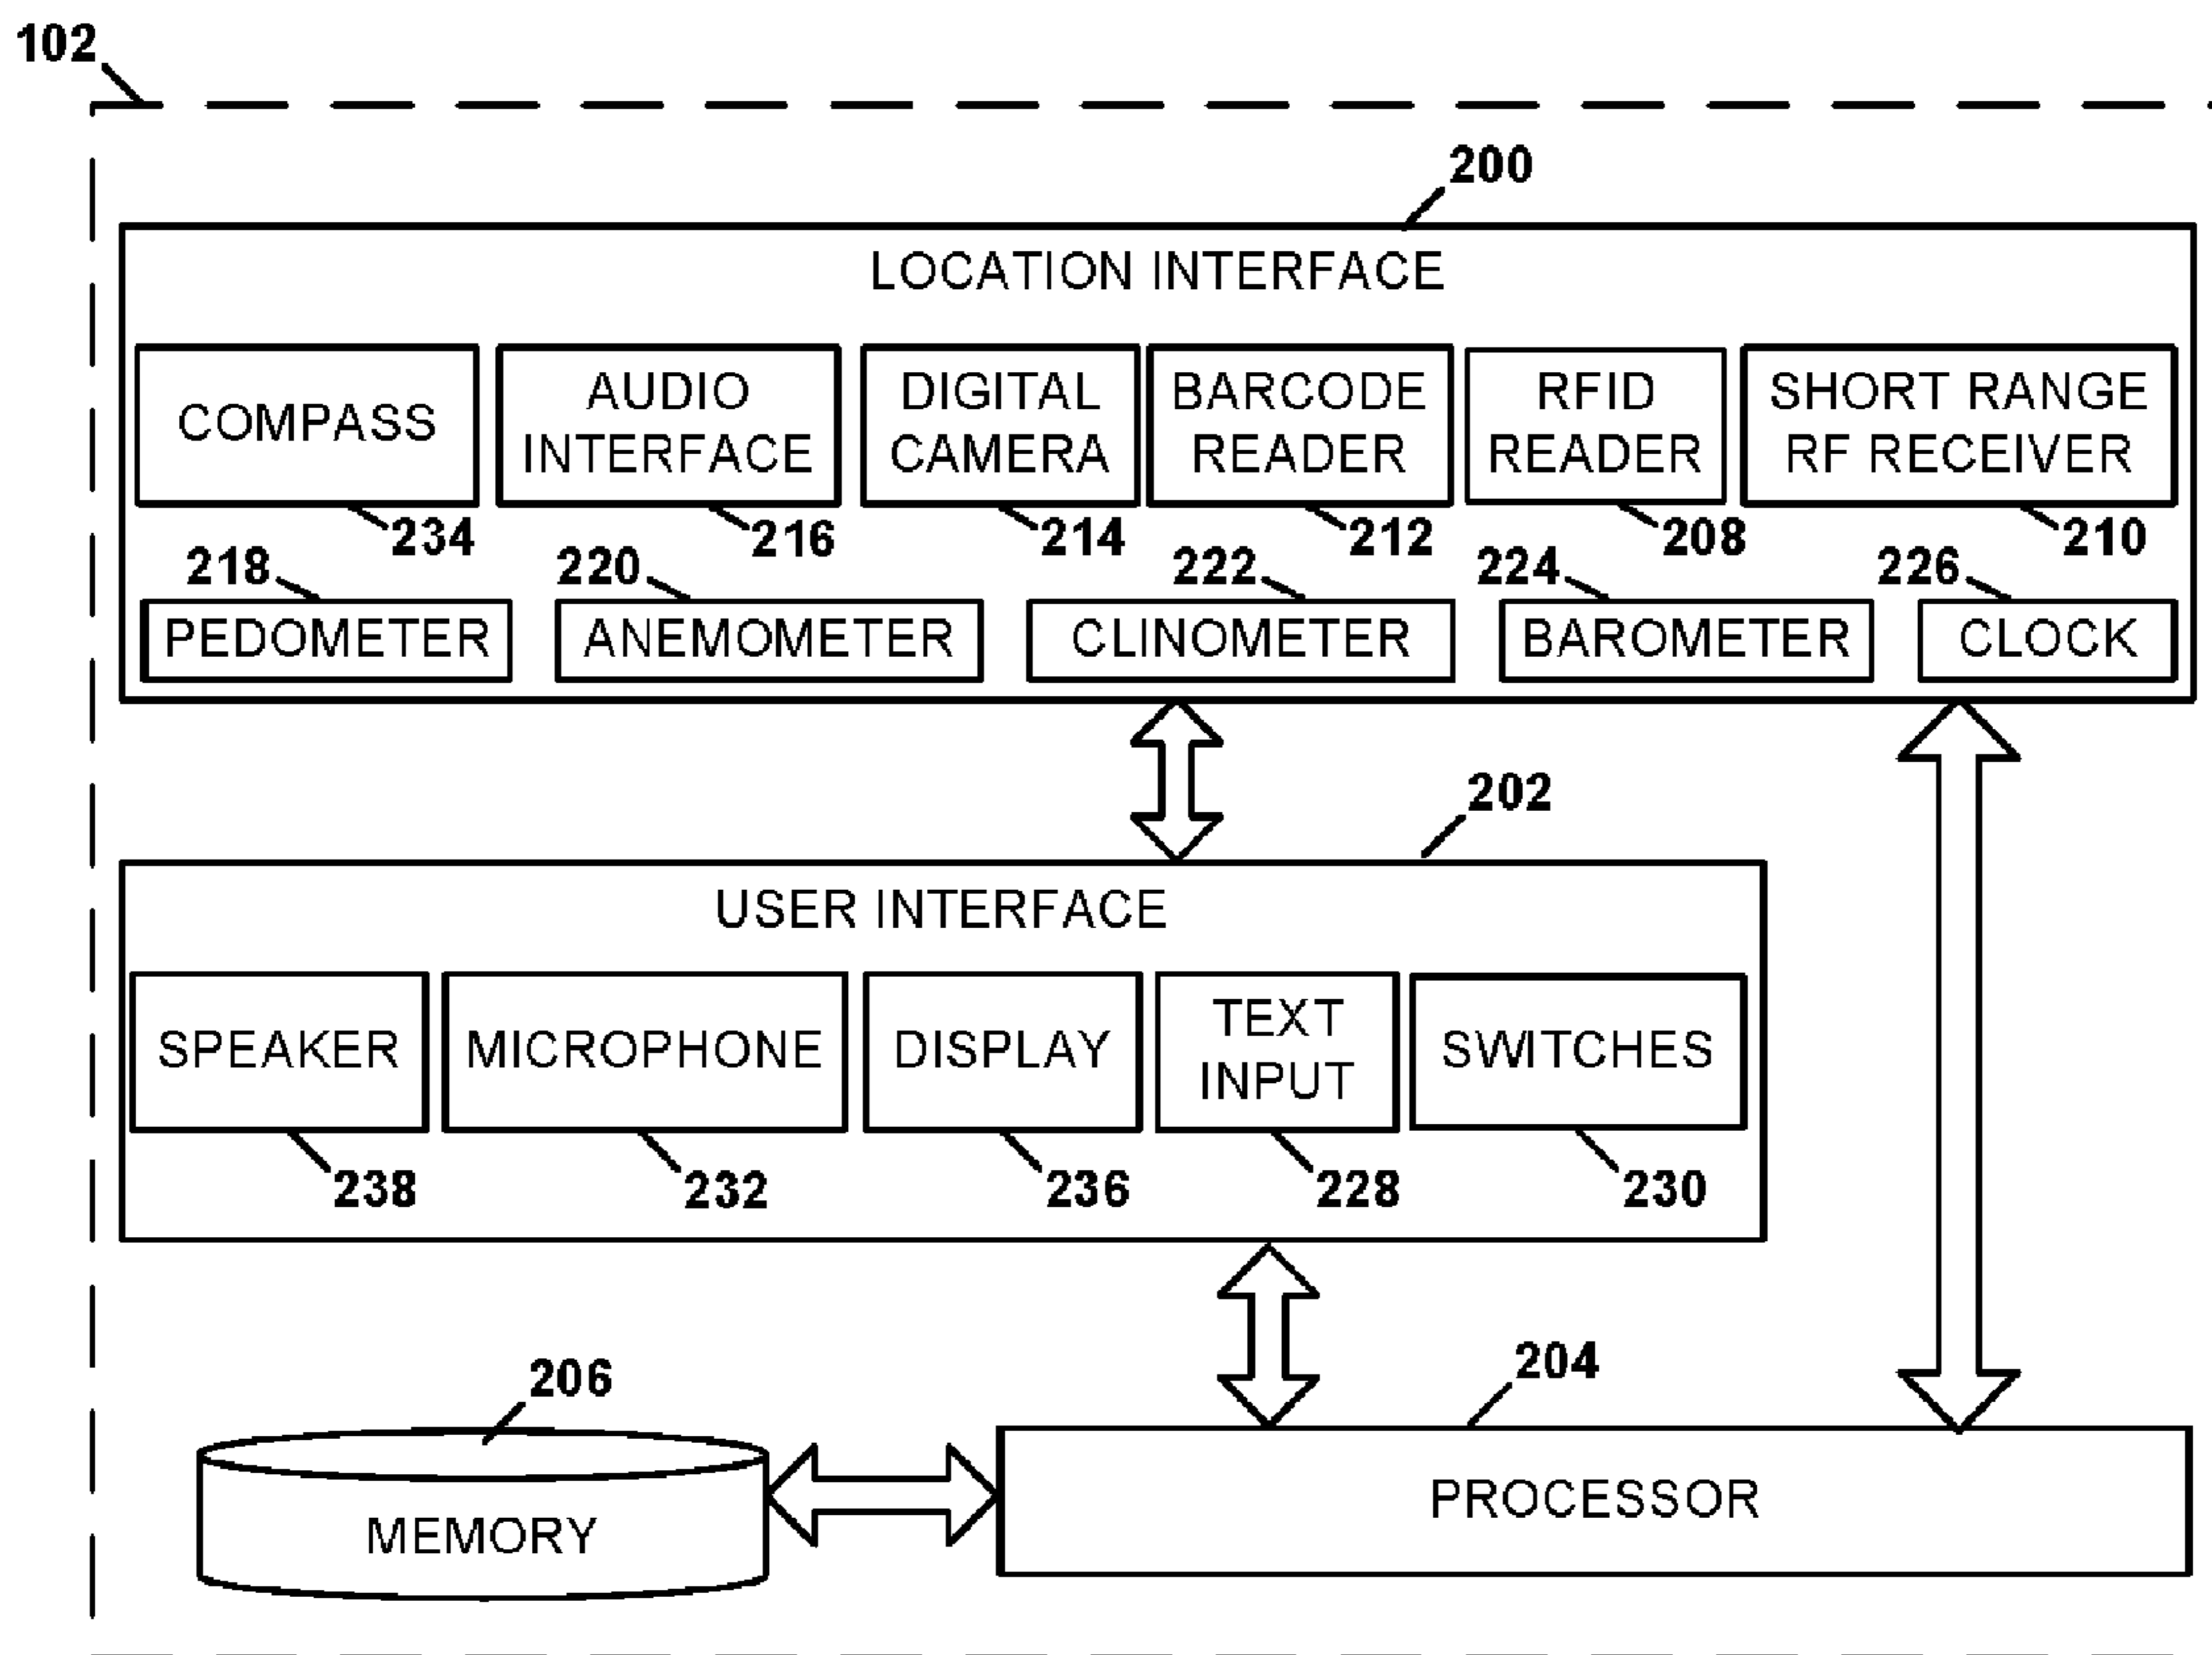 102
200
LOCATION INTERFACE
COMPASS
AUDIO
INTERFACE
DIGITAL
CAMERA
BARCODE
READER
RFID
READER
SHORT RANGE
RF RECEIVER
234
216
214
212
208
210
218
220
222
224
226
PEDOMETER
ANEMOMETER
CLINOMETER
BAROMETER
CLOCK
202
USER INTERFACE
SPEAKER
MICROPHONE
DISPLAY
TEXT
INPUT
SWITCHES
238
232
236
228
230
206
204
MEMORY
PROCESSOR